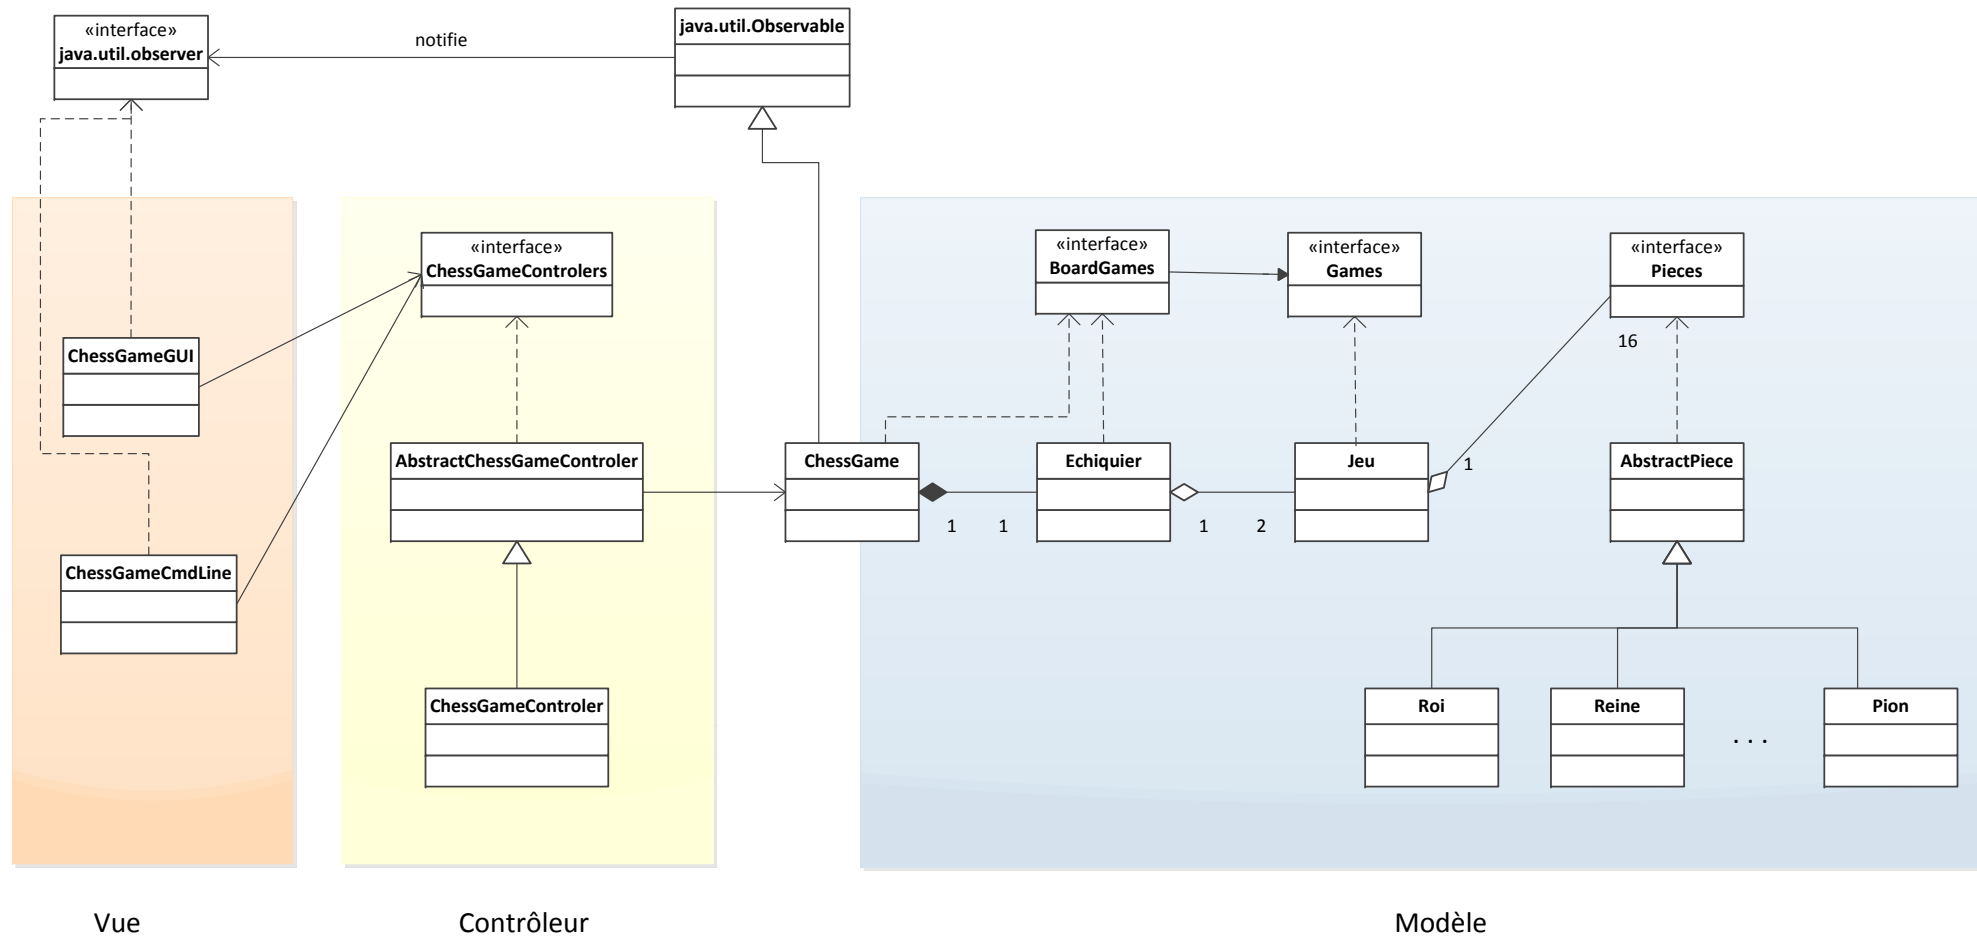 «interface»
java.util.observer
notifie
java.util.Observable
«interface»
ChessGameControlers
«interface»
BoardGames
«interface»
Games
«interface»
Pieces
16
ChessGameGUI
AbstractChessGameControler
ChessGame
Echiquier
Jeu
1
AbstractPiece
1
1
1
2
ChessGameCmdLine
ChessGameControler
Roi
Reine
. . .
Pion
Vue
Contrôleur
Modèle